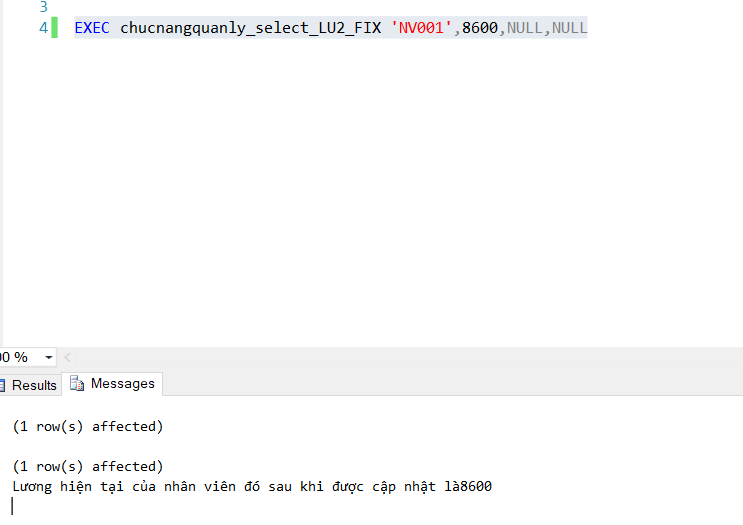 3
4 EXEC chucnangquanly_select_LU2_FIX 'NV001',8600,NULL,NULL
00 %
Results Messages
(1 row(s) affected)
(1 row(s) affected)
Lương hiện tại của nhân viên đó sau khi được cập nhật là8600